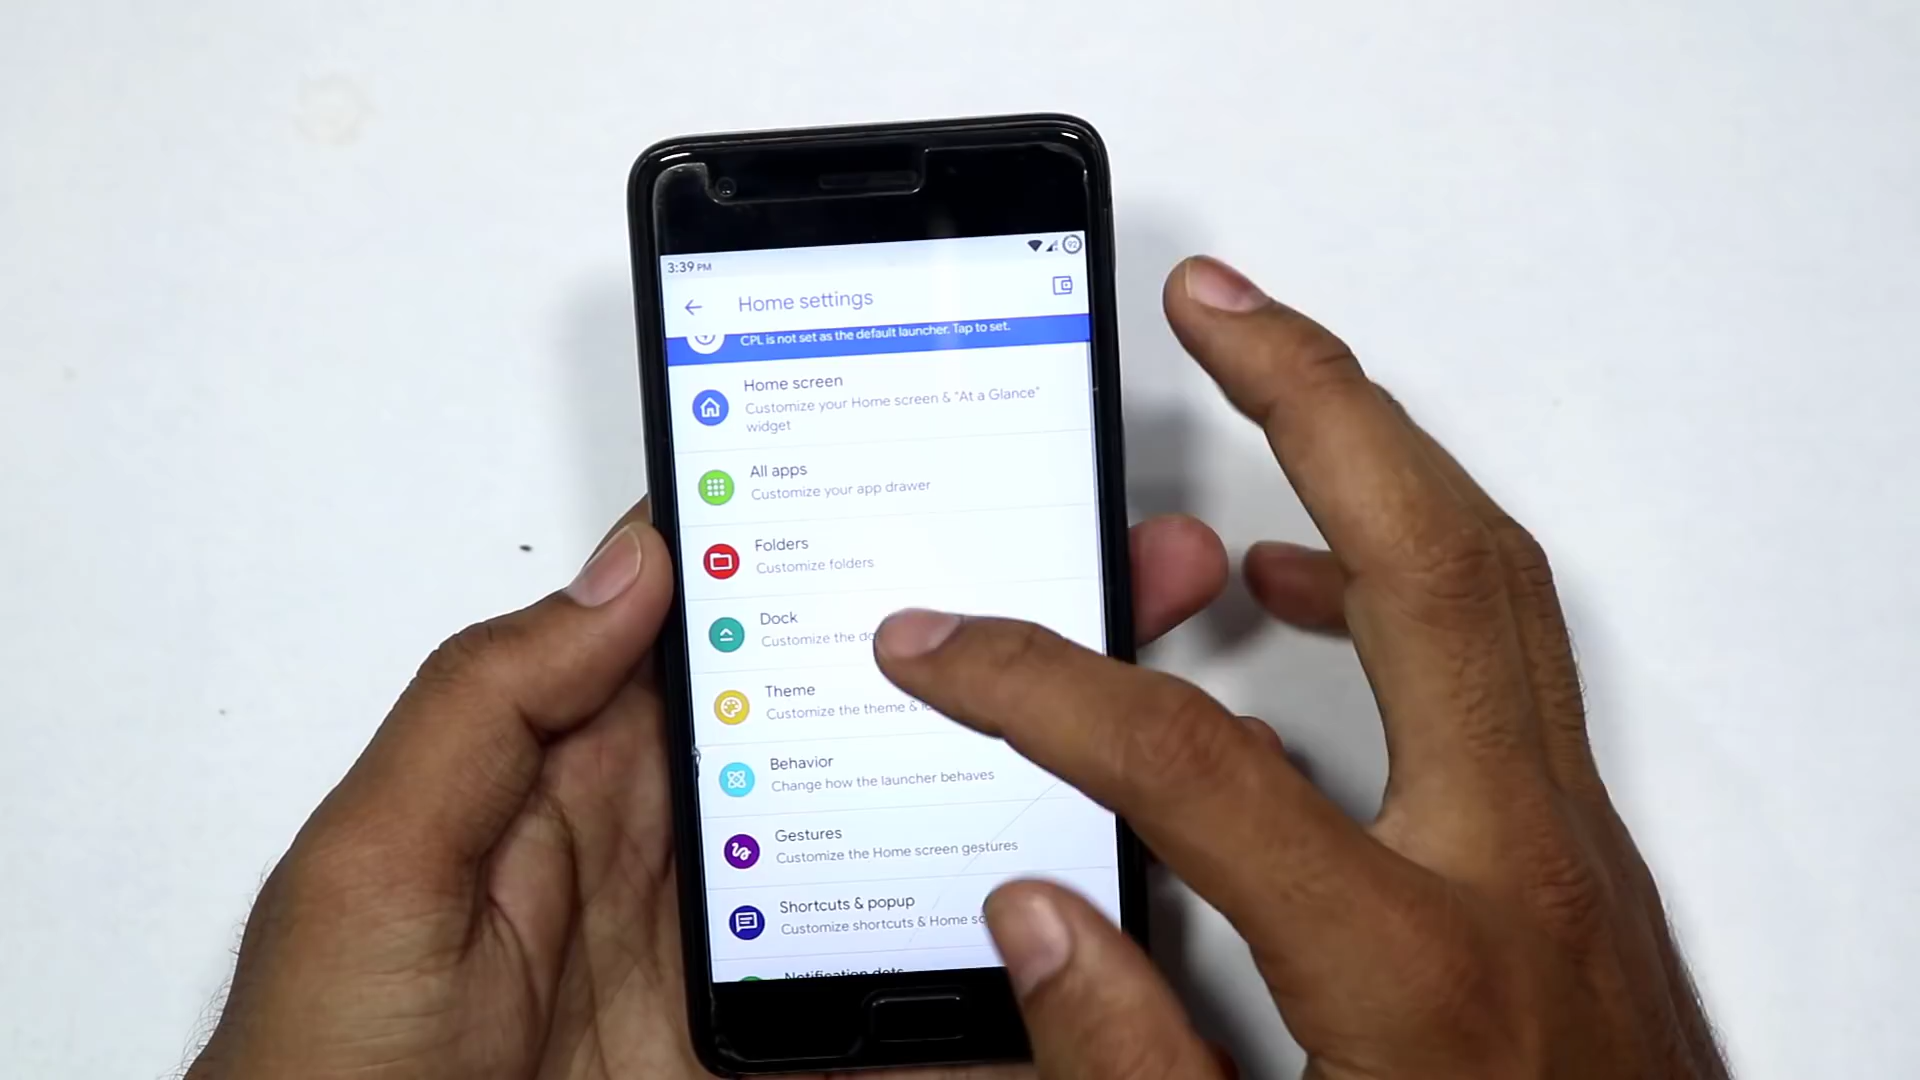 3:39 PM
92
Home settings
CPL is not set as the default launcher. Tap to set.
Home screen
Customize your Home screen & "At a Glance"
widget
All apps
Customize your app drawer
Folders
Customize folders
Dock
Customize the
Theme
Customize the theme &
Behavior
Change how the launcher behaves
Gestures
Customize the Home screen gestures
Shortcuts & popup
Customize shortcuts & Home
Notification dots